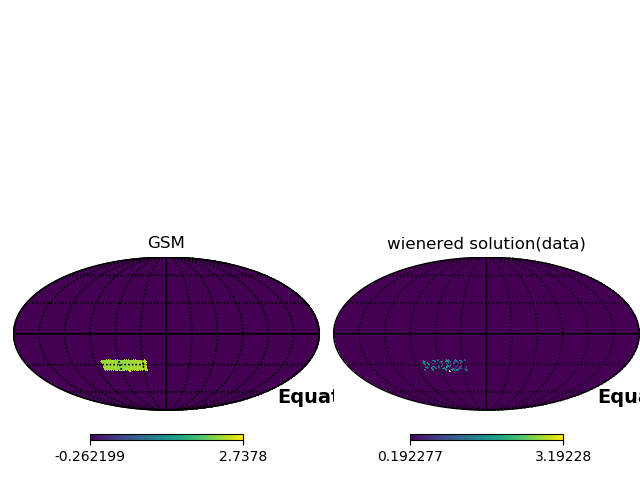 GSM
wienered solution(data)
Equat
Equa
-0.262199 2.7378
0.192277 3.19228